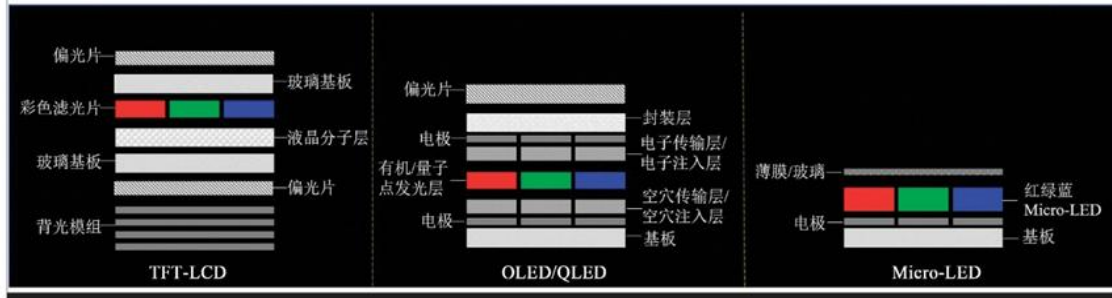 偏光片
玻璃基板
彩色滤光片
液晶分子层
玻璃基板
偏光片
背光模组
TFT-LCD
偏光片
封装层
电极
电子传输层/
电子注入层
有机/量子
点发光层
空穴传输层/
空穴注入层
电极
基板
OLED/QLED
薄膜/玻璃
红绿蓝
Micro-LED
电极
基板
Micro-LED